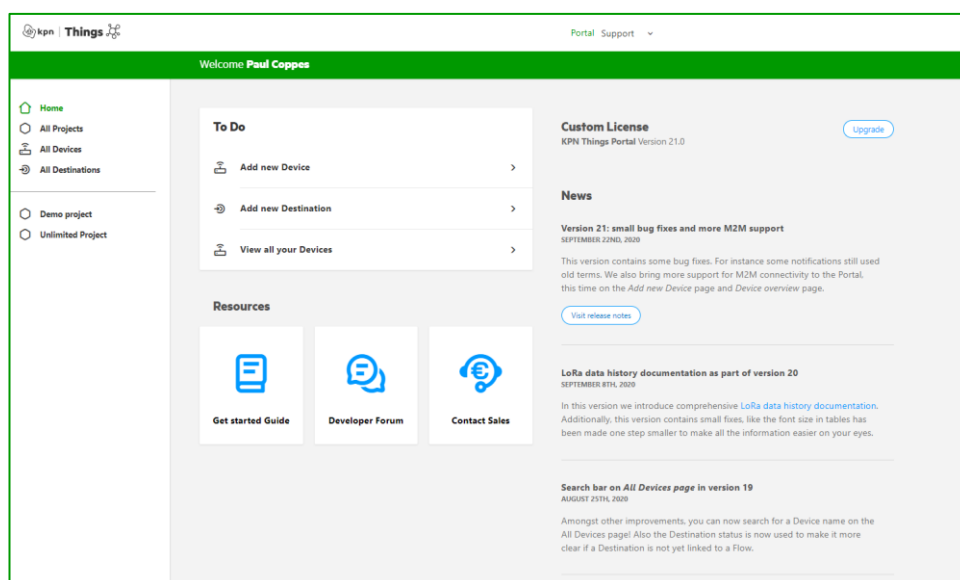 kpn Things
Portal Support
Welcome Paul Coppes
Home
All Projects
All Devices
All Destinations
Demo project
Unlimited Project
To Do
Add new Device
Add new Destination
View all your Devices
Resources
Get started Guide
Developer Forum
Contact Sales
Custom License
KPN Things Portal Version 21.0
Upgrade
News
Version 21: small bug fixes and more M2M support
SEPTEMBER 22ND, 2020
This version contains some bug fixes. For instance some notifications still used
old terms. We also bring more support for M2M connectivity to the Portal,
this time on the Add new Device page and Device overview page.
Visit release notes
LoRa data history documentation as part of version 20
SEPTEMBER 8TH, 2020
In this version we introduce comprehensive LoRa data history documentation.
Additionally, this version contains small fixes, like the font size in tables has
been made one step smaller to make all the information easier on your eyes.
Search bar on All Devices page in version 19
AUGUST 25TH, 2020
Amongst other improvements, you can now search for a Device name on the
All Devices page! Also the Destination status is now used to make it more
clear if a Destination is not yet linked to a Flow.